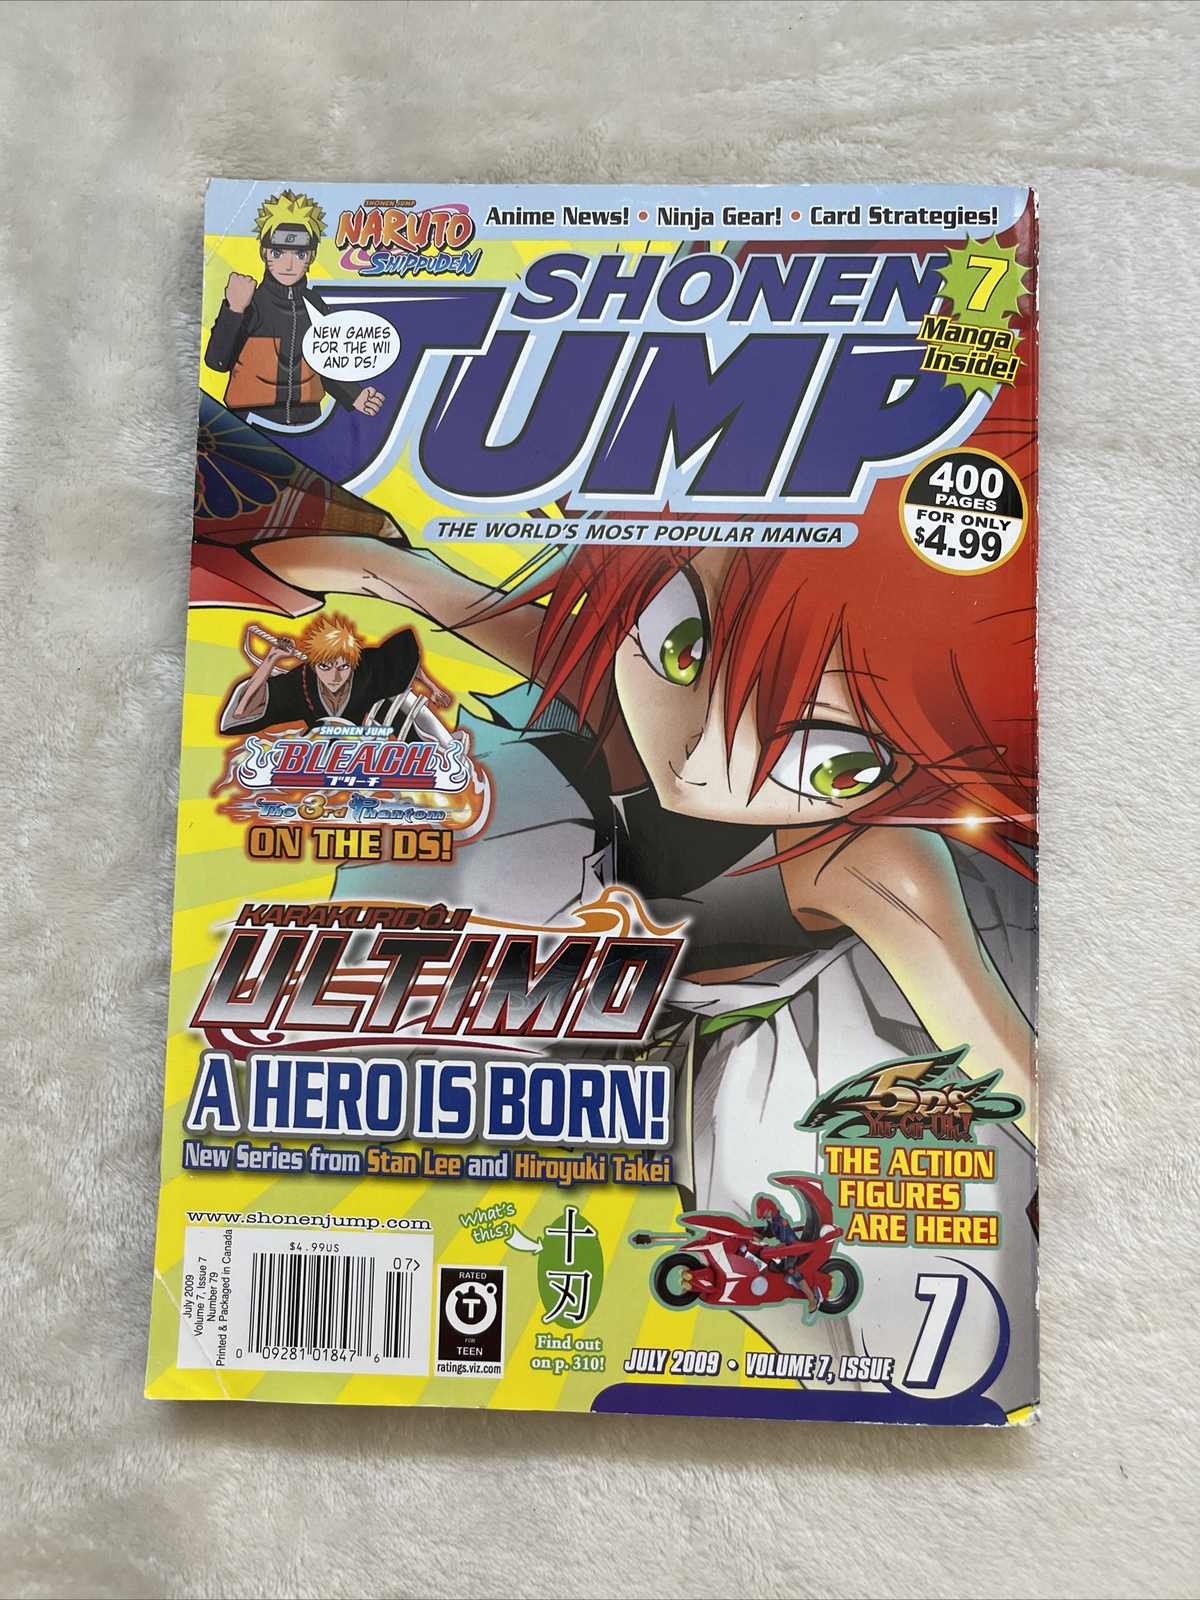 SHONEN JUMP
NARUTO
SHIPPUDEN
Anime News! • Ninja Gear! • Card Strategies!
NEW GAMES
FOR THE WII
AND DS!
SHONEN
JUMP
7
Manga
Inside!
THE WORLD'S MOST POPULAR MANGA
400
PAGES
FOR ONLY
$4.99
SHONEN JUMP
BLEACH
ブリーチ
The 3rd Phantom
ON THE DS!
KARAKURIDÔJI
ULTIMO
A HERO IS BORN!
New Series from Stan Lee and Hiroyuki Takei
5D's
Yu-Gi-Oh!
THE ACTION
FIGURES
ARE HERE!
www.shonenjump.com
$4.99US
07>
0 09281 01847 6
July 2009
Volume 7, Issue 7
Number 79
Printed & Packaged in Canada
RATED
T
FOR
TEEN
ratings.viz.com
What's
this?
十
刃
Find out
on p. 310!
JULY 2009 • VOLUME 7, ISSUE 7